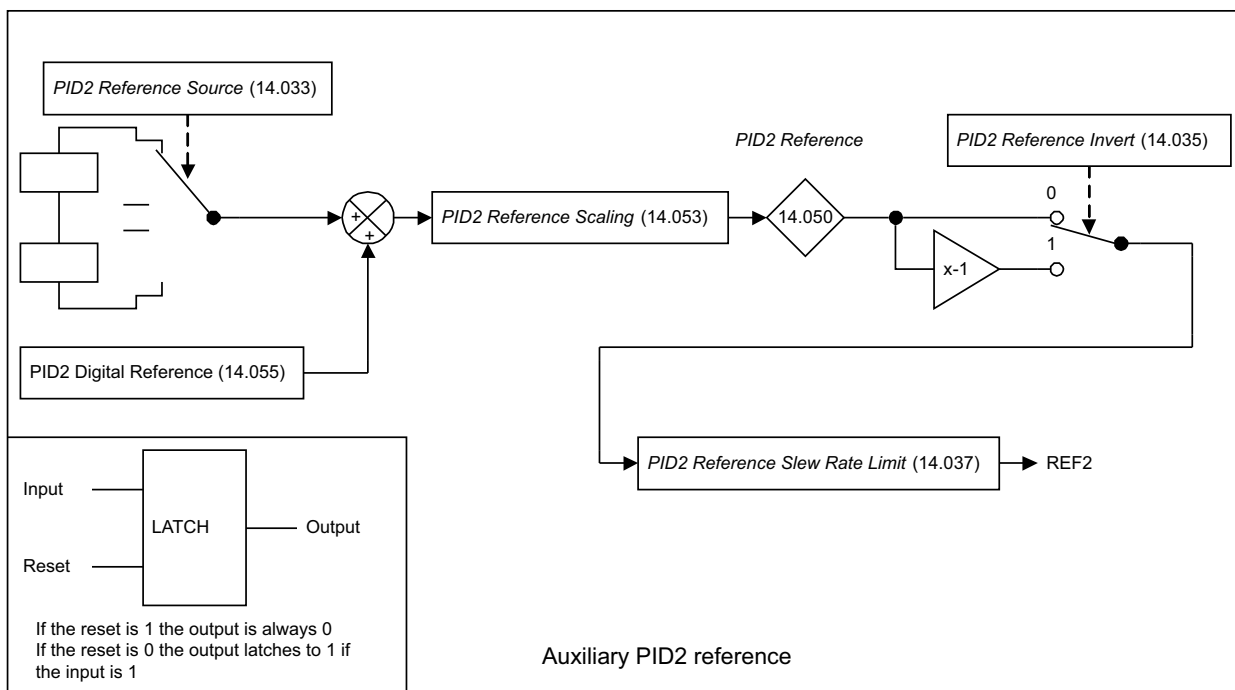 PID2 Reference Source (14.033)
PID2 Reference
PID2 Reference Invert (14.035)
0
1
+
+
PID2 Reference Scaling (14.053)
14.050
x-1
PID2 Digital Reference (14.055)
PID2 Reference Slew Rate Limit (14.037)
REF2
Input
LATCH
Output
Reset
If the reset is 1 the output is always 0
If the reset is 0 the output latches to 1 if
the input is 1
Auxiliary PID2 reference